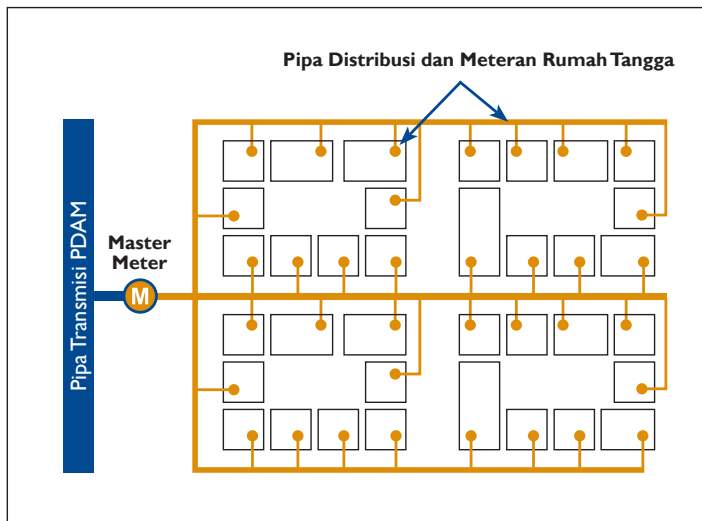 Pipa Distribusi dan Meteran Rumah Tangga
Pipa Transmisi PDAM
Master
Meter
M